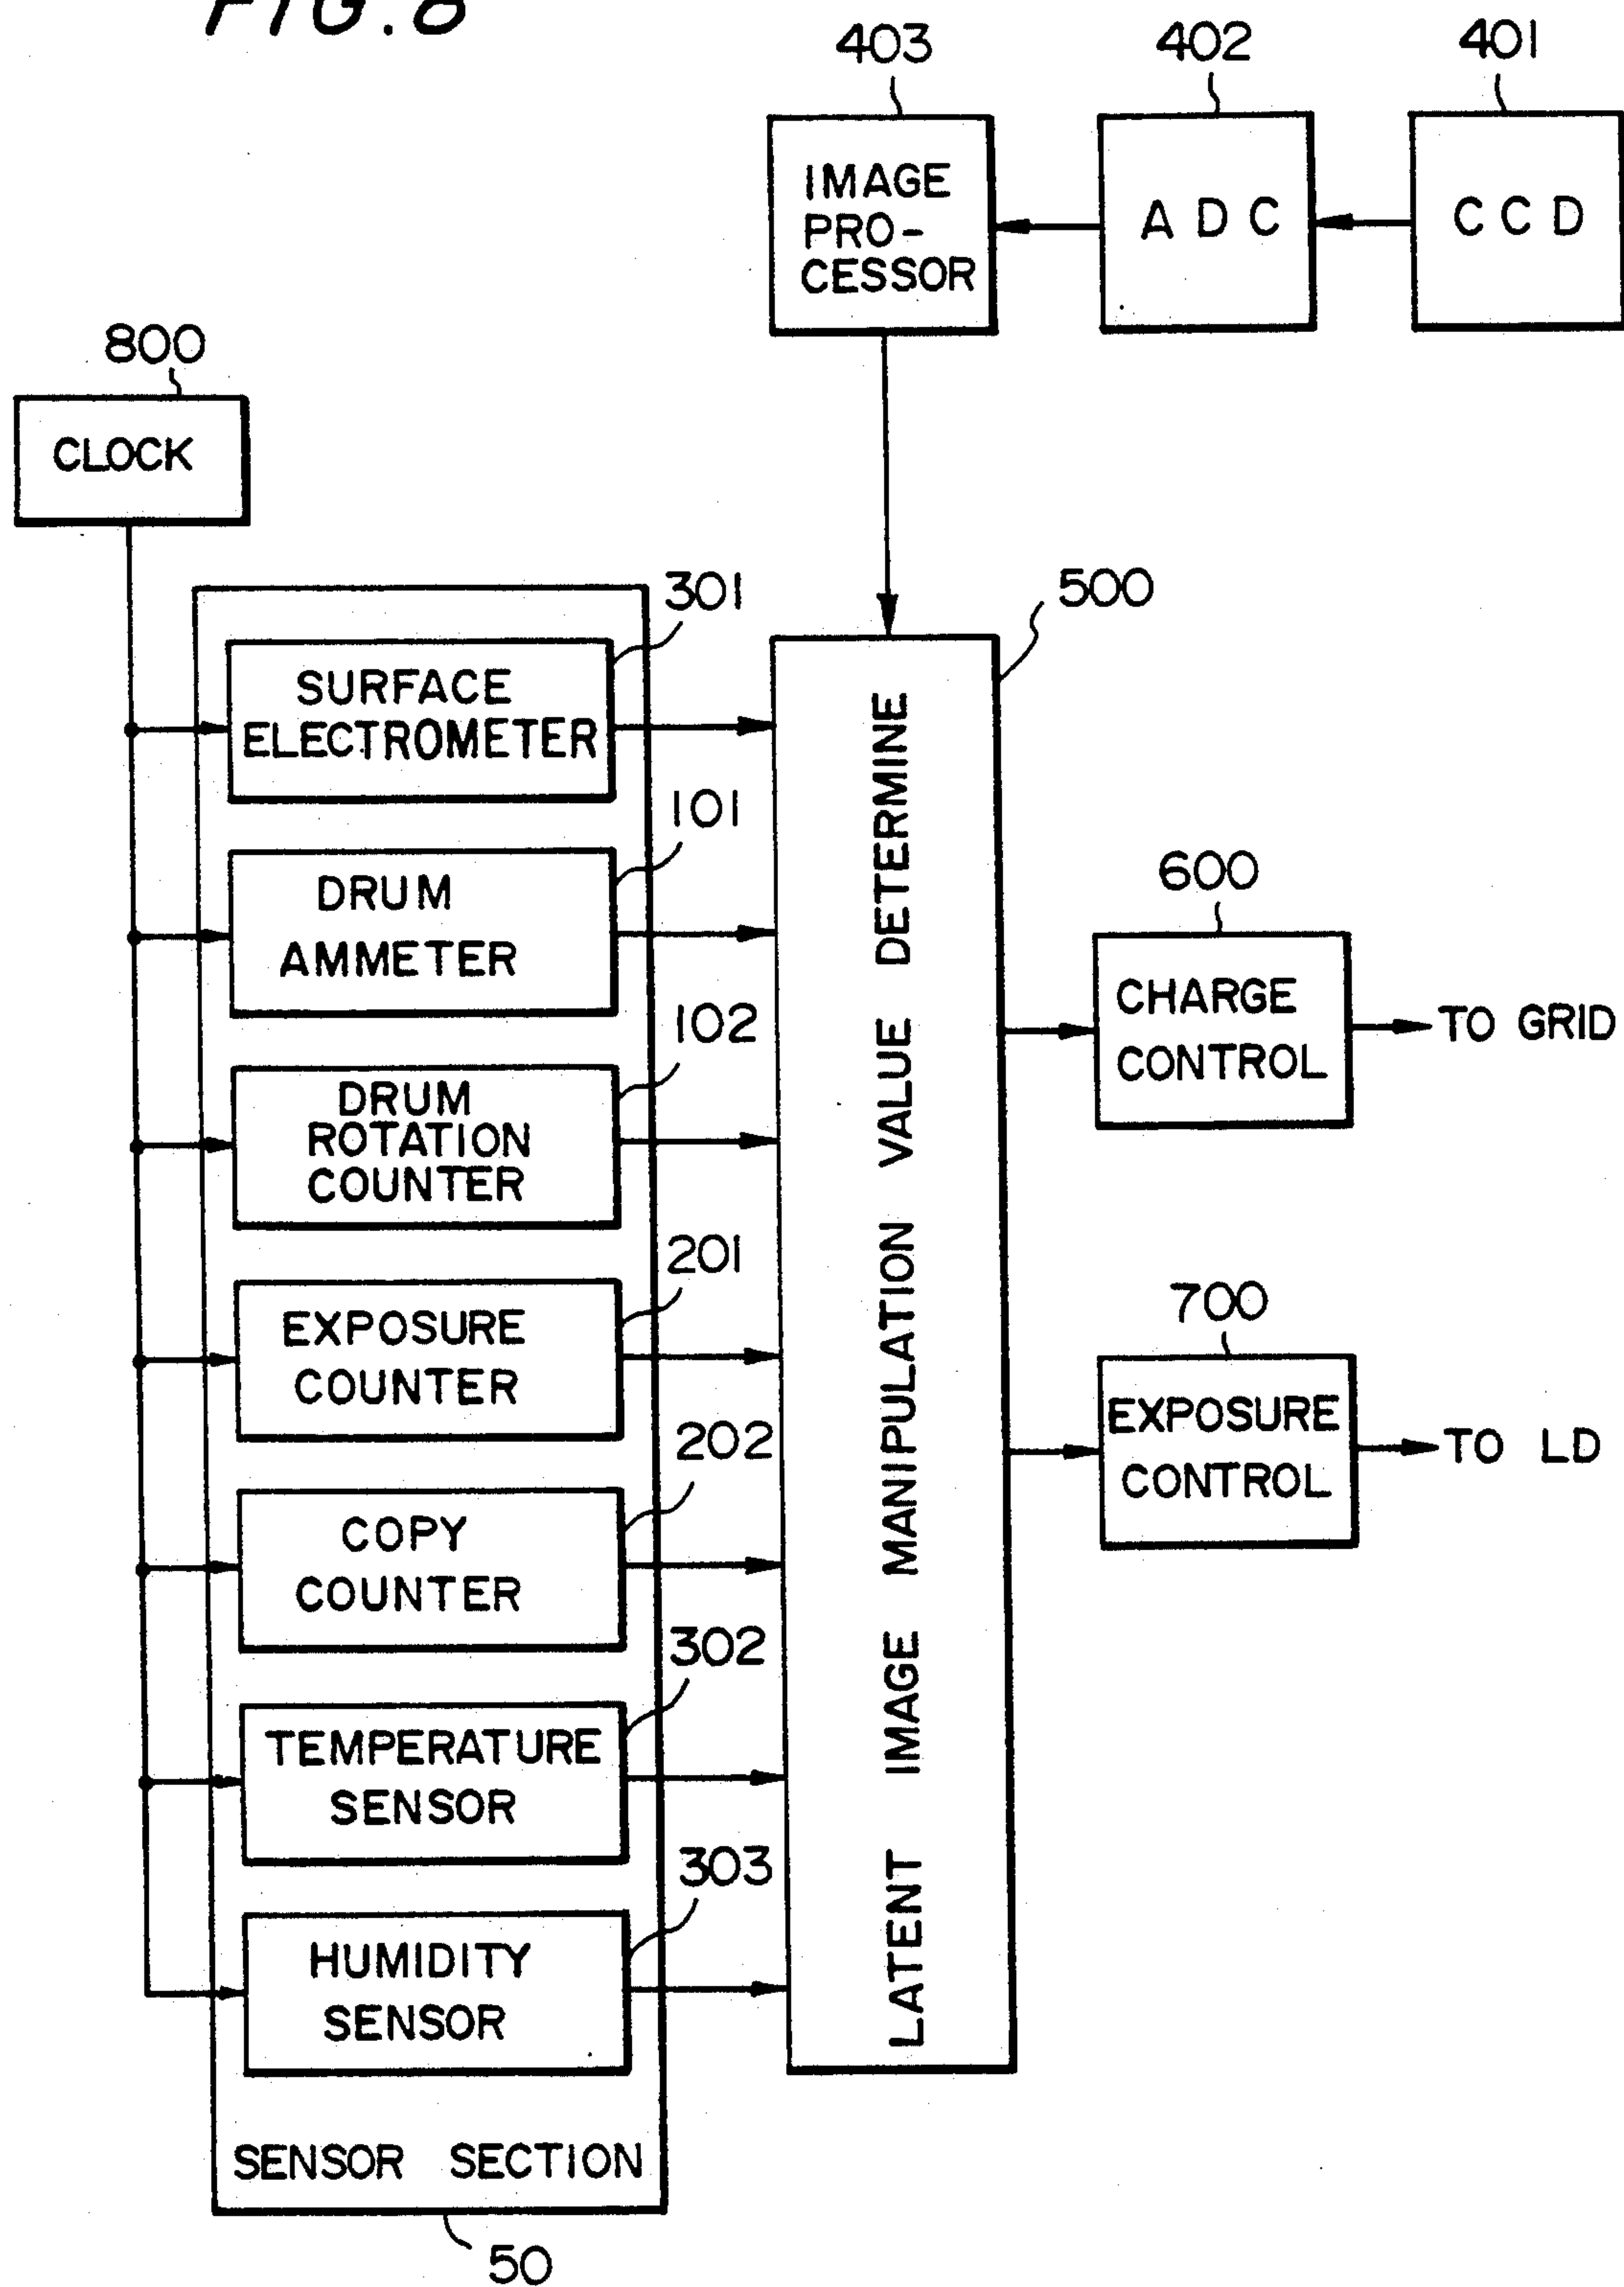 FIG. 8
403
402
401
IMAGE
PRO-
CESSOR
ADC
CCD
800
CLOCK
301
SURFACE
ELECTROMETER
500
101
DRUM
AMMETER
102
DRUM
ROTATION
COUNTER
201
EXPOSURE
COUNTER
202
COPY
COUNTER
302
TEMPERATURE
SENSOR
303
HUMIDITY
SENSOR
SENSOR SECTION
50
LATENT IMAGE MANIPULATION VALUE DETERMINE
600
CHARGE
CONTROL
TO GRID
700
EXPOSURE
CONTROL
TO LD